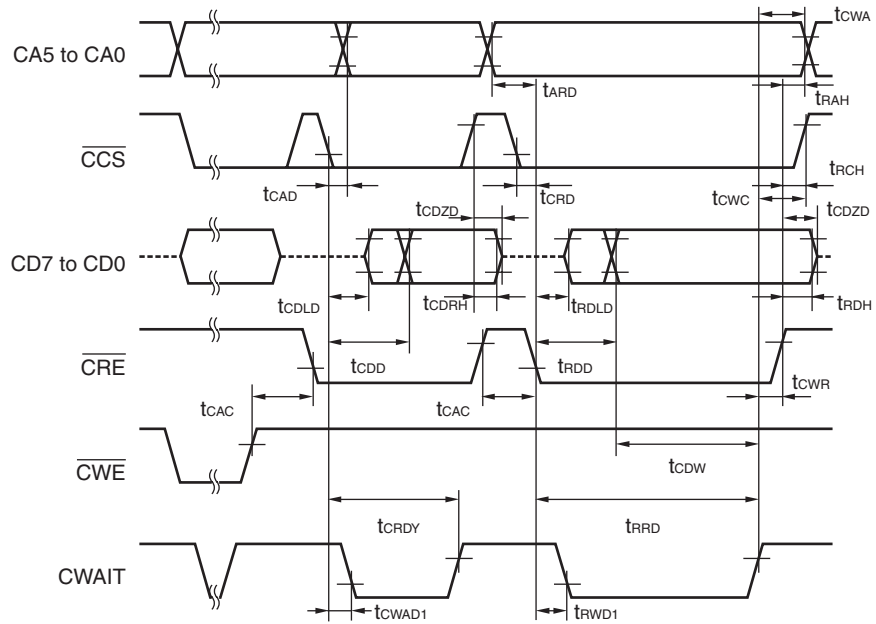 tCWA
CA5 to CA0
tARD
tRAH
CCS
tRCH
tCAD
tCDZD
tCRD
tCWC
tCDZD
CD7 to CD0
tCDLD
tCDRH
tRDLD
tRDH
CRE
tCDD
tRDD
tCWR
tCAC
tCAC
CWE
tCDW
tCRDY
tRRD
CWAIT
tCWAD1
tRWD1